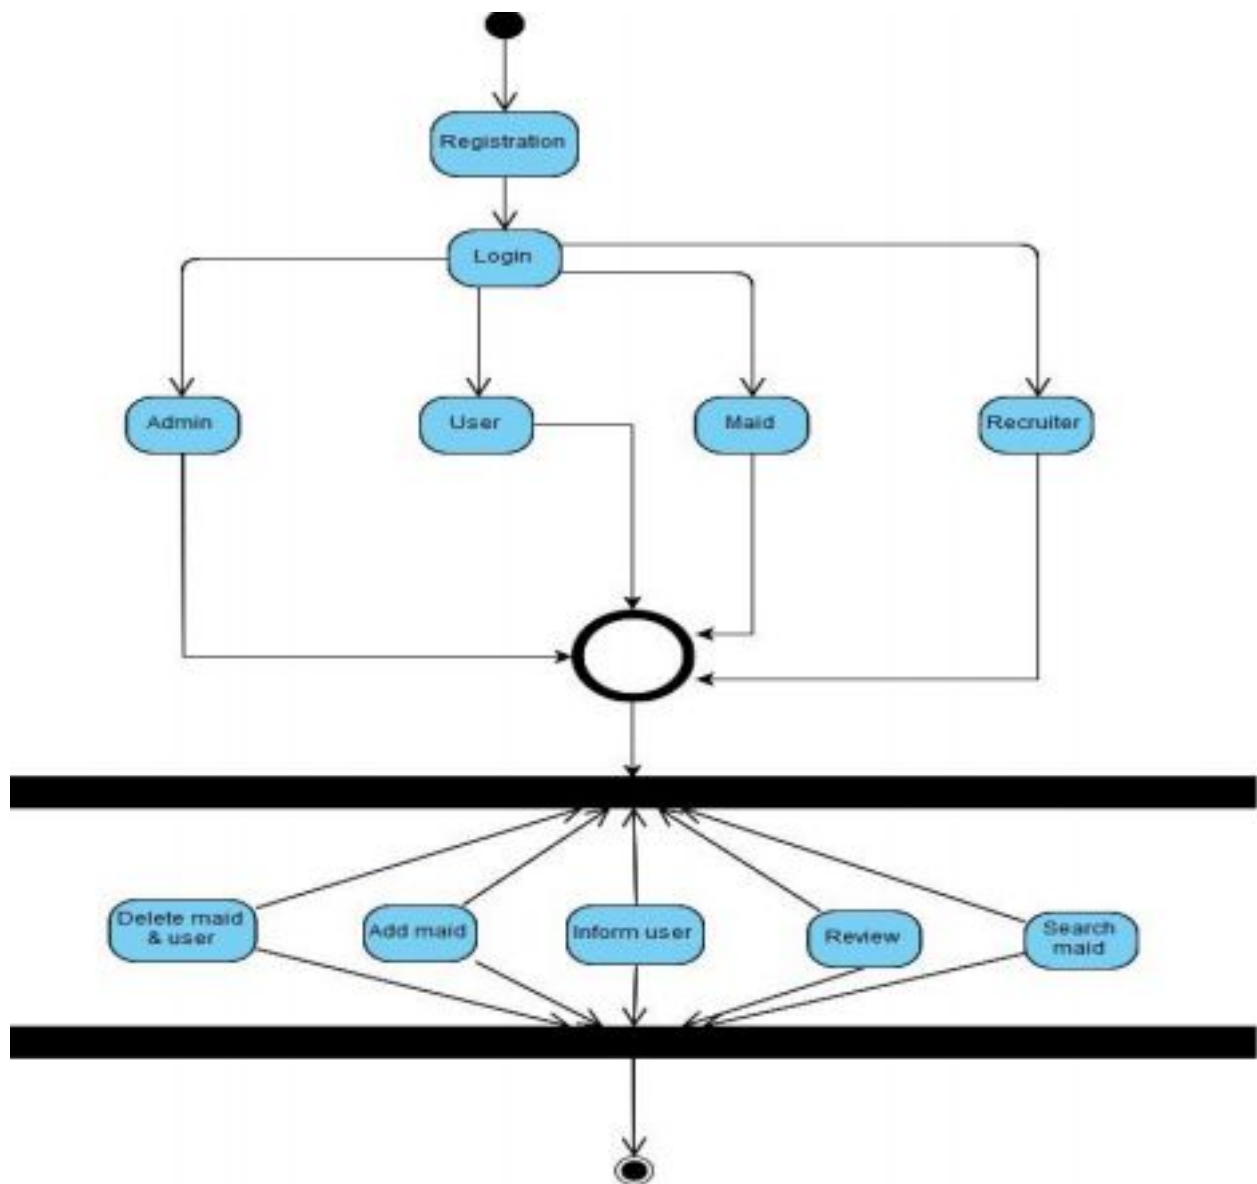 Registration
Login
Admin
User
Maid
Recruiter
Delete maid
& user
Add maid
Inform user
Review
Search
maid